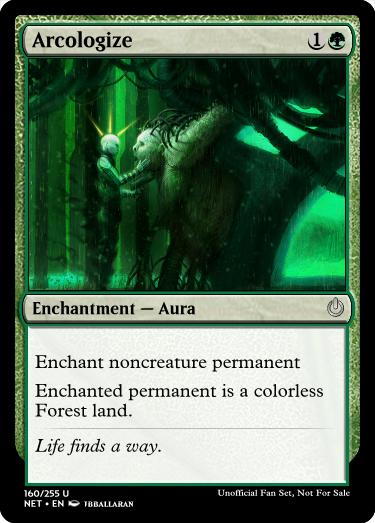 Arcologize 1
Enchantment — Aura
Enchant noncreature permanent
Enchanted permanent is a colorless
Forest land.
Life finds a way.
160/255 U
Unofficial Fan Set, Not For Sale
NET • EN JBBALLARAN